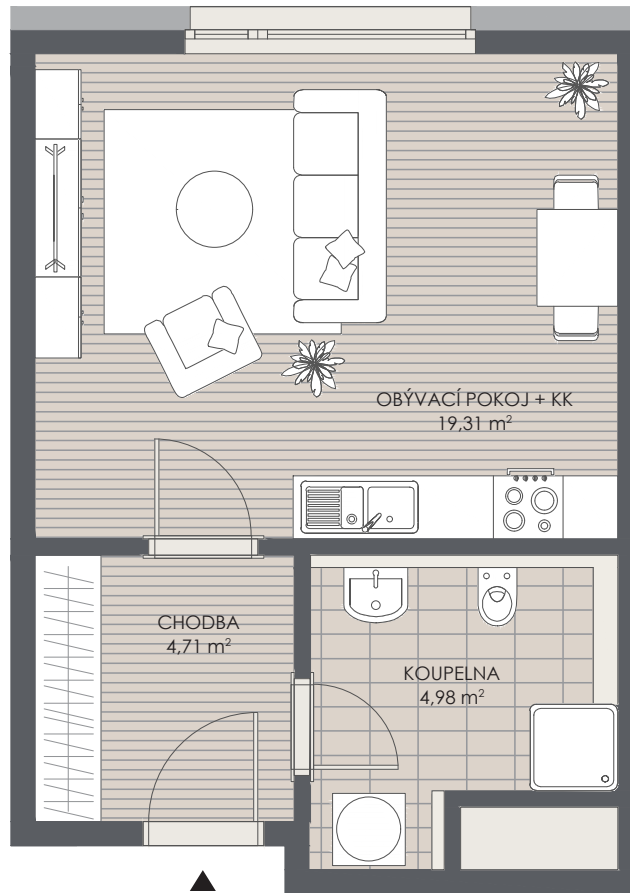 OBÝVACÍ POKOJ + KK
19,31 m²
CHODBA
4,71 m²
KOUPELNA
4,98 m²